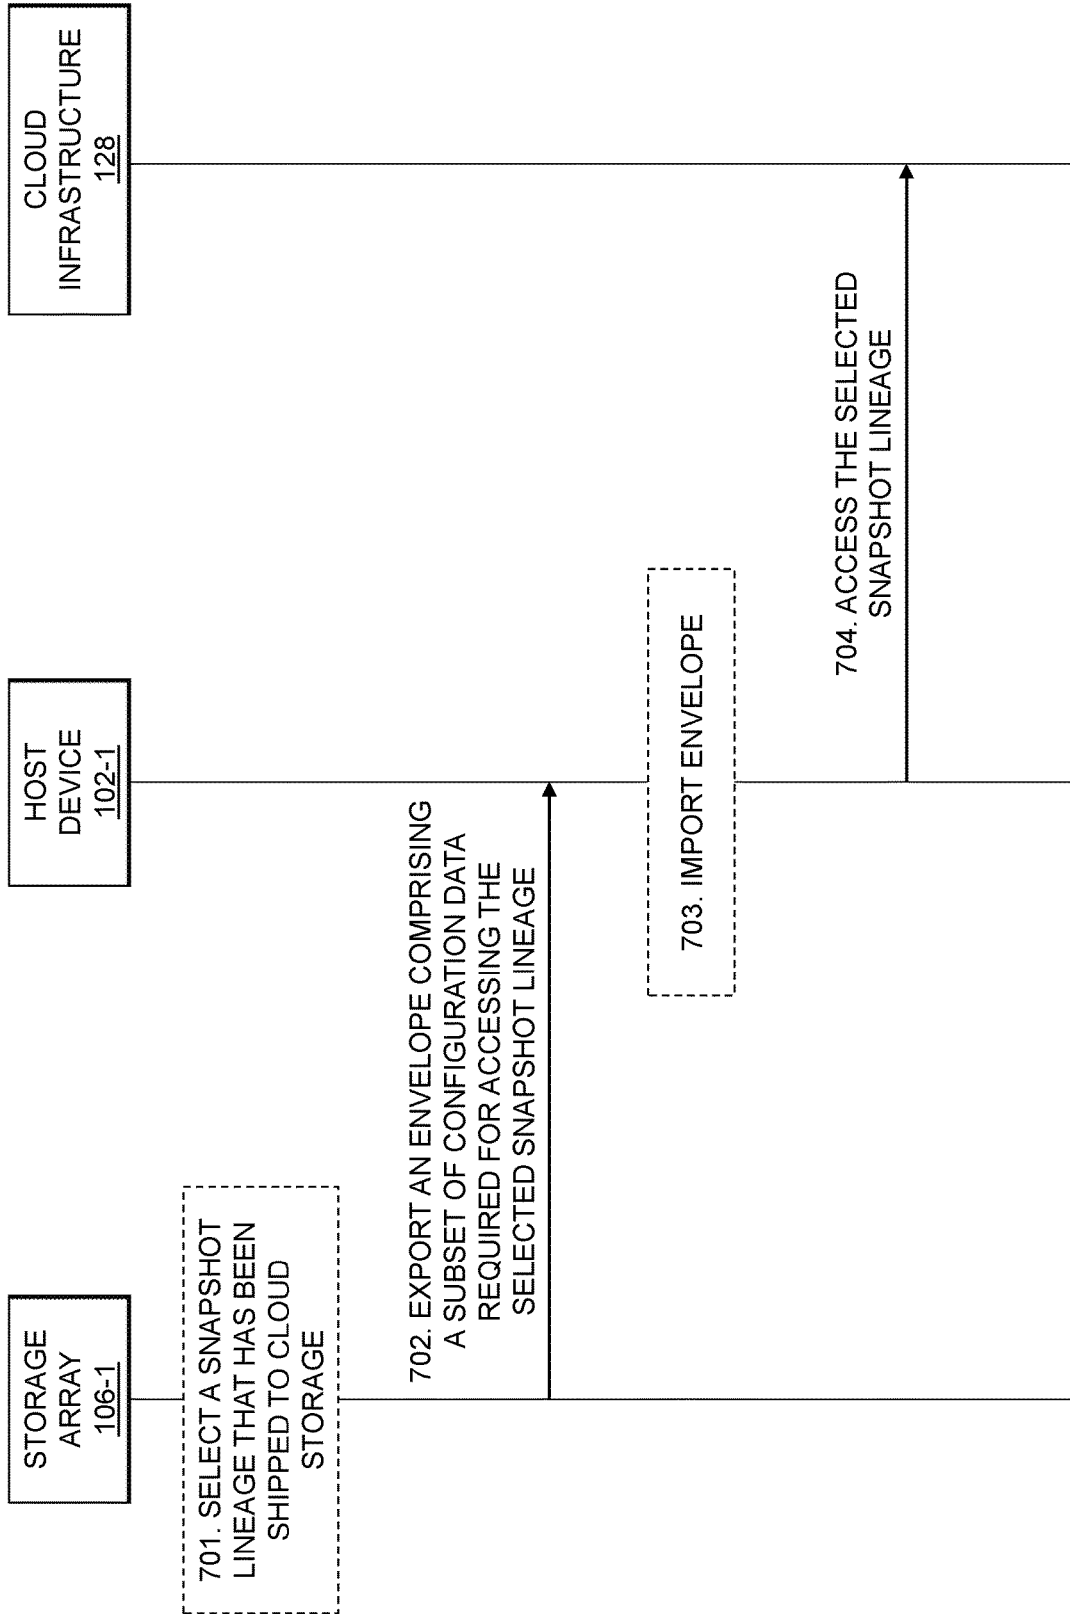 STORAGE
ARRAY
106-1
HOST
DEVICE
102-1
CLOUD
INFRASTRUCTURE
128
701. SELECT A SNAPSHOT
LINEAGE THAT HAS BEEN
SHIPPED TO CLOUD
STORAGE
702. EXPORT AN ENVELOPE COMPRISING
A SUBSET OF CONFIGURATION DATA
REQUIRED FOR ACCESSING THE
SELECTED SNAPSHOT LINEAGE
703. IMPORT ENVELOPE
704. ACCESS THE SELECTED
SNAPSHOT LINEAGE